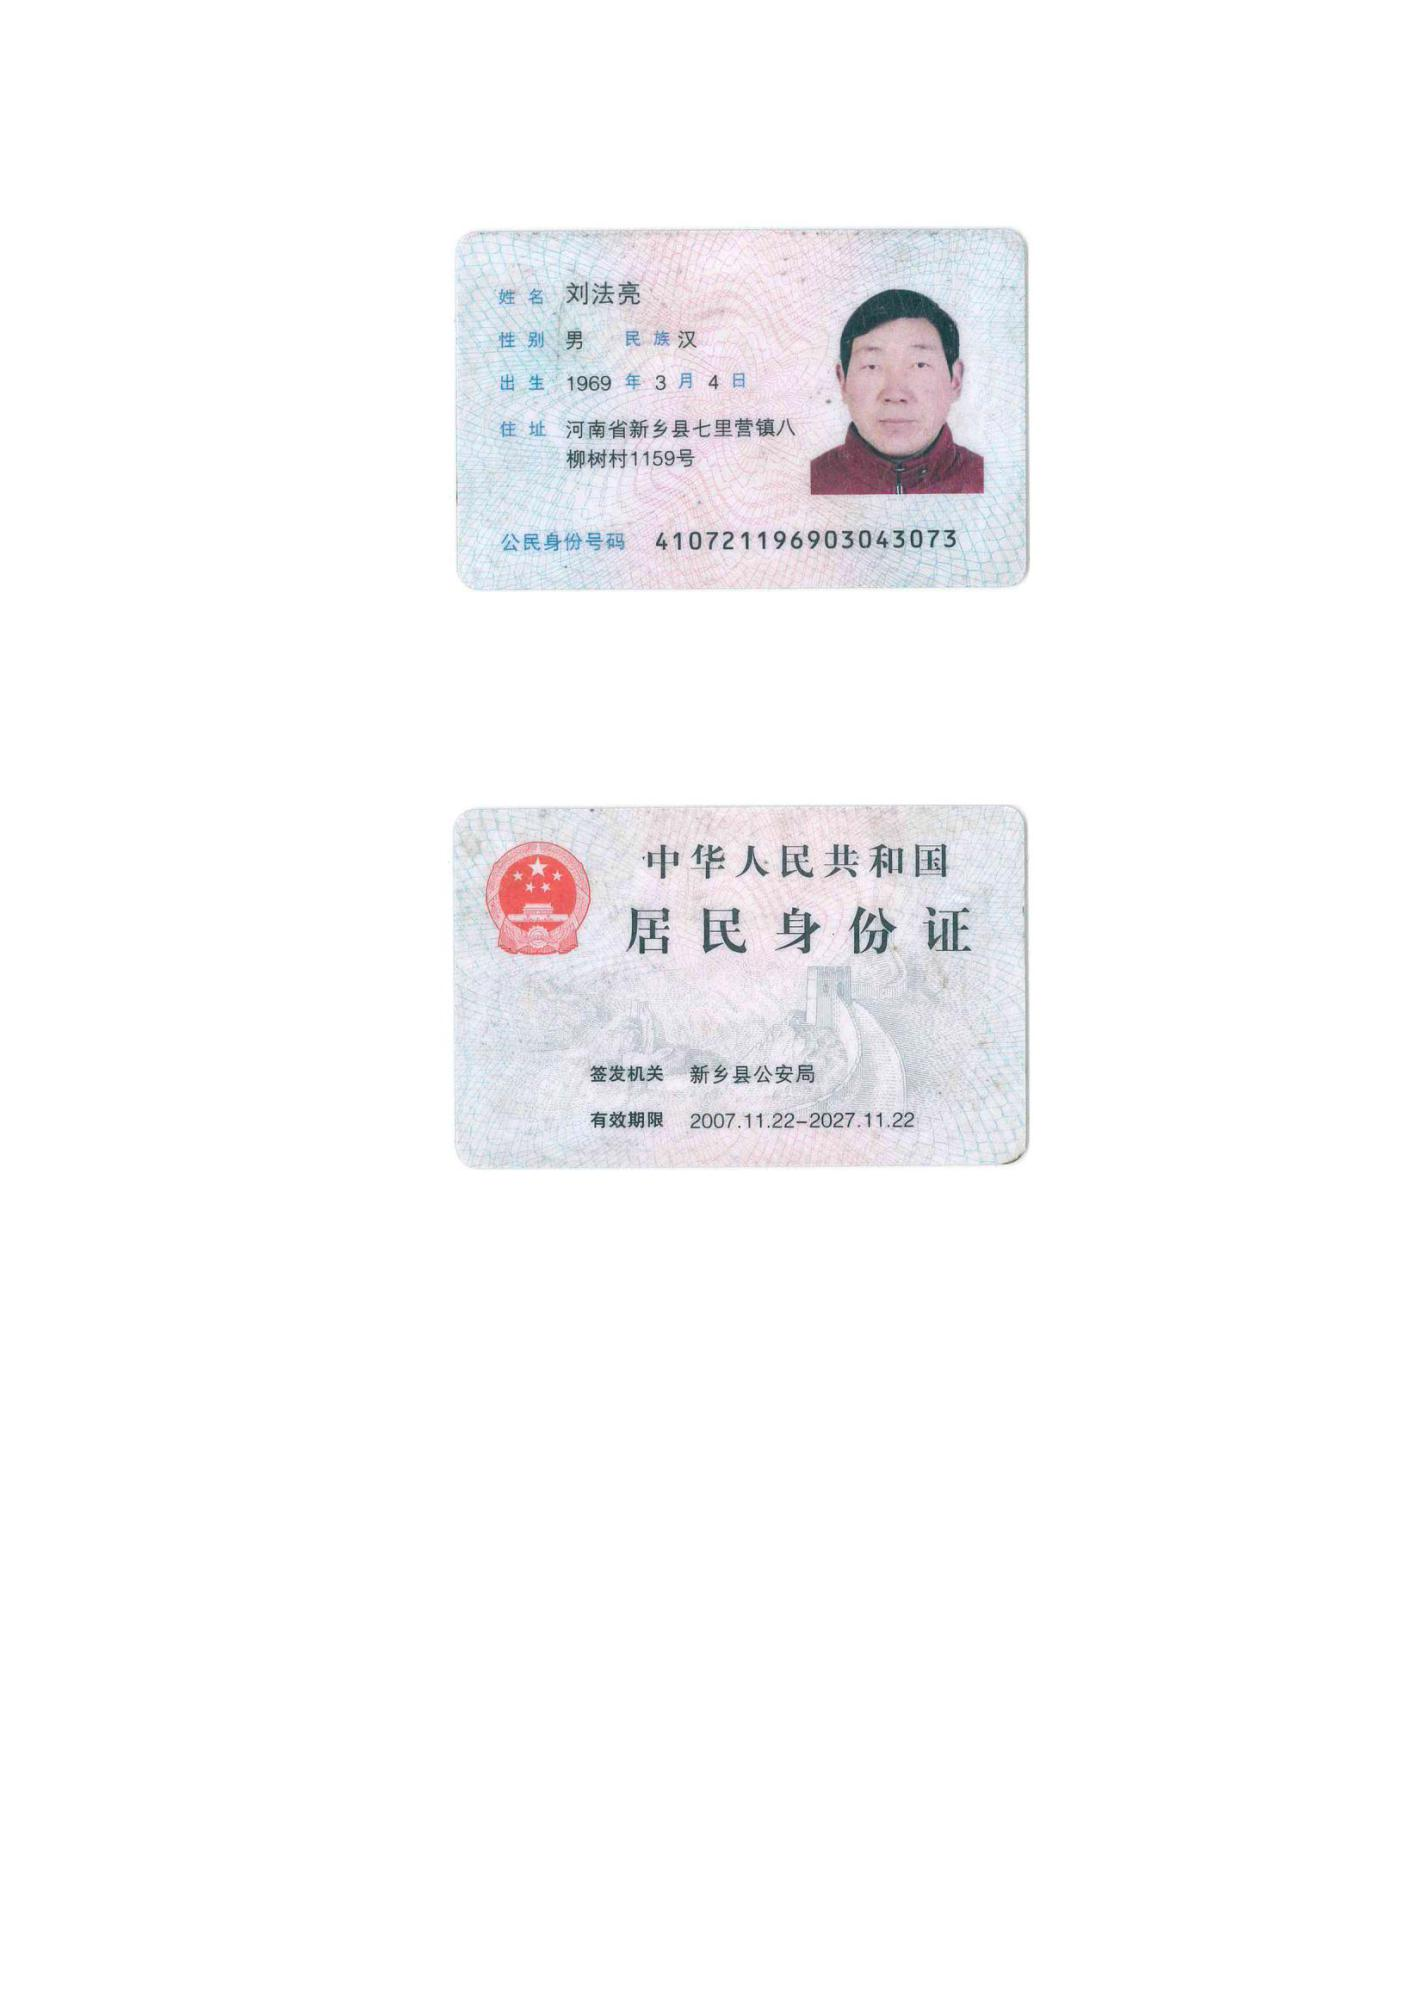 姓名 刘法亮
性别 男 民族 汉
出生 1969 年 3 月 4 日
住址 河南省新乡县七里营镇八
柳树村1159号
公民身份号码 410721196903043073
中华人民共和国
居民身份证
签发机关 新乡县公安局
有效期限 2007.11.22-2027.11.22